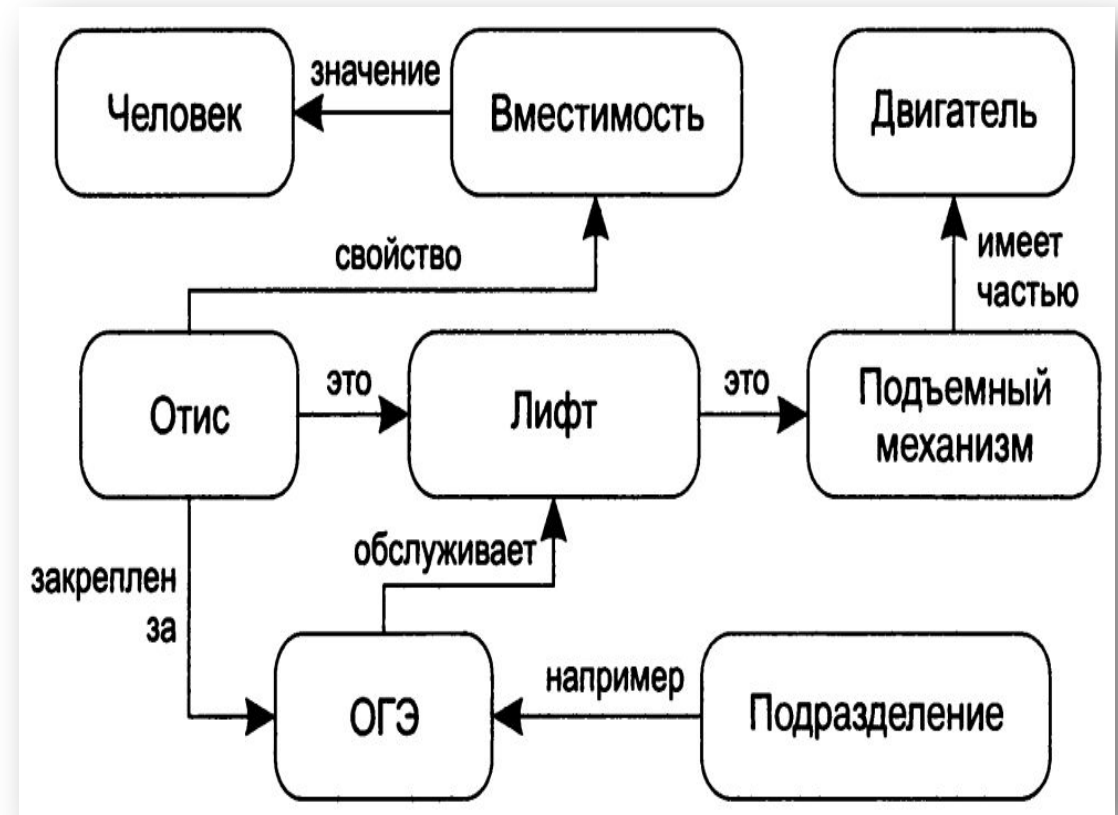 значение
Человек
Вместимость
Двигатель
свойство
имеет
частью
это
это
Отис
Лифт
Подъемный
механизм
обслуживает
закреплен
за
например
ОГЭ
Подразделение